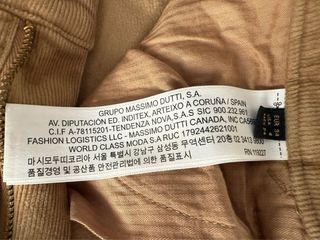 GRUPO MASSIMO DUTTI, S.A.
AV. DIPUTACIÓN ED. INDITEX, ARTEIXO A CORUÑA / SPAIN
C.I.F A-78115201-TENDENZA NOVA,S.A.S SIC 900.232.961
FASHION LOGISTICS LLC - MASSIMO DUTTI CANADA INC
WORLD CLASS MODA S.A RUC 1792442621001
마시모두띠코리아 서울 특별시 강남구 삼성동 무역센터 20층 02 3413
품질경영 및 공산품 안전관리법에 의한 품질표시
RN 119227
EUR 34